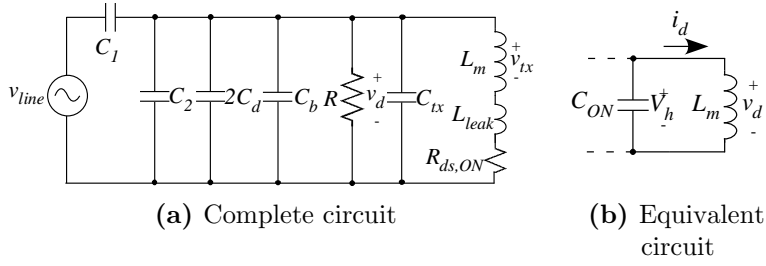 C1
vline
C2
2Cd
Cb
R
+
vd
-
Ctx
Lm
+
vtx
-
Lleak
Rds,ON
(a) Complete circuit
id
CON
+
Vh
-
Lm
+
vd
-
(b) Equivalent
circuit